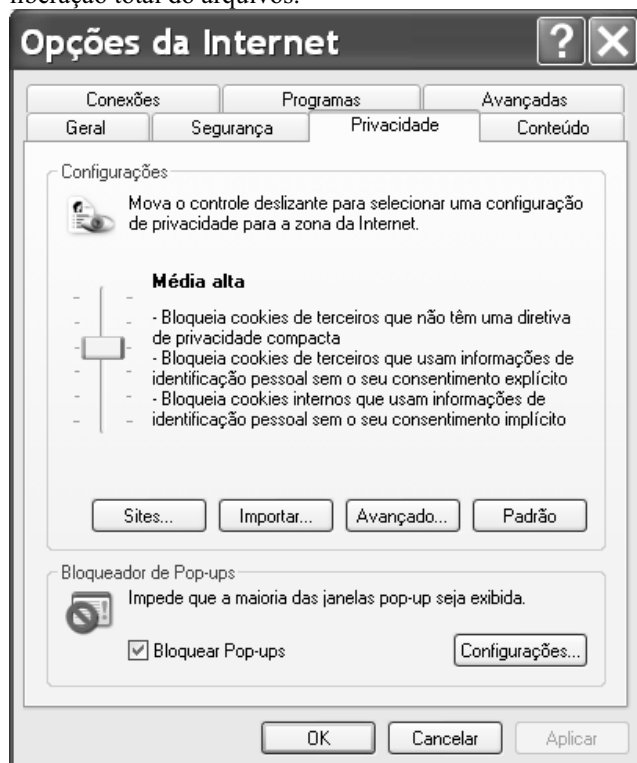 liberação total do arquivos.
Opções da Internet
Conexões Programas Avançadas
Geral Segurança Privacidade Conteúdo
Configurações
Mova o controle deslizante para selecionar uma configuração
de privacidade para a zona da Internet.
Média alta
- Bloqueia cookies de terceiros que não têm uma diretiva
de privacidade compacta
- Bloqueia cookies de terceiros que usam informações de
identificação pessoal sem o seu consentimento explícito
- Bloqueia cookies internos que usam informações de
identificação pessoal sem o seu consentimento implícito
Sites... Importar... Avançado... Padrão
Bloqueador de Pop-ups
Impede que a maioria das janelas pop-up seja exibida.
Bloquear Pop-ups Configurações...
OK Cancelar Aplicar